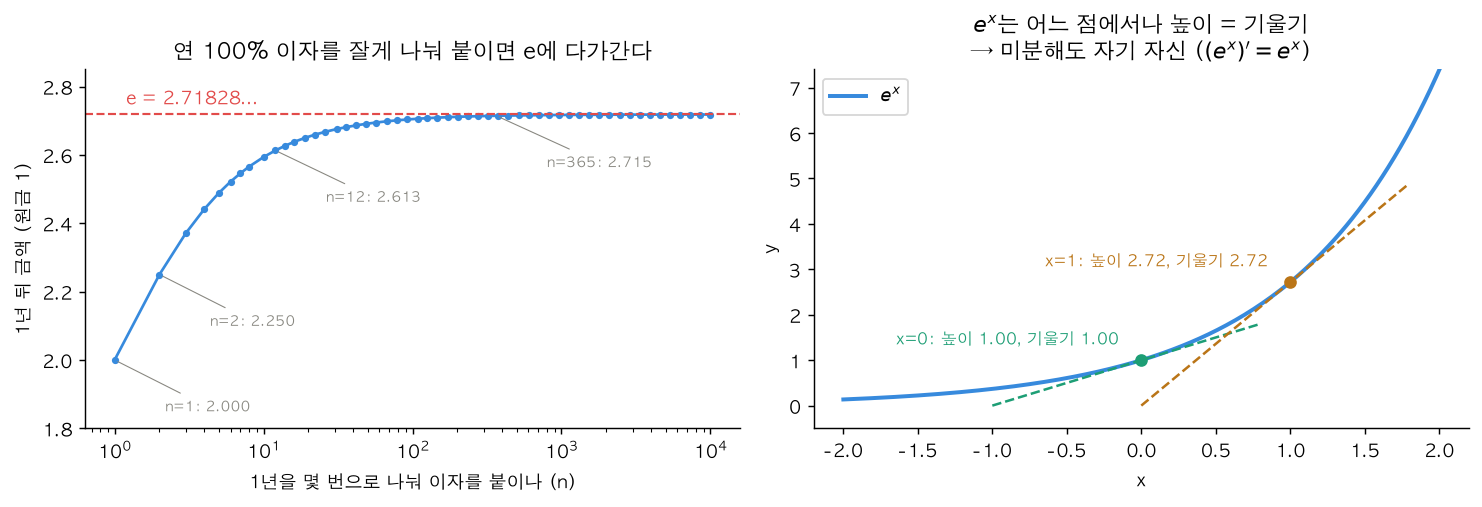 연 100% 이자를 잘게 나눠 붙이면 e에 다가간다
e = 2.71828...
n=365: 2.715
n=12: 2.613
n=2: 2.250
n=1: 2.000
1년 뒤 금액 (원금 1)
2.8
2.6
2.4
2.2
2.0
1.8
10⁰
10¹
10²
10³
10⁴
1년을 몇 번으로 나눠 이자를 붙이나 (n)
eˣ는 어느 점에서나 높이 = 기울기
→ 미분해도 자기 자신 ((eˣ)′ = eˣ)
eˣ
x=1: 높이 2.72, 기울기 2.72
x=0: 높이 1.00, 기울기 1.00
y
7
6
5
4
3
2
1
0
-2.0
-1.5
-1.0
-0.5
0.0
0.5
1.0
1.5
2.0
x